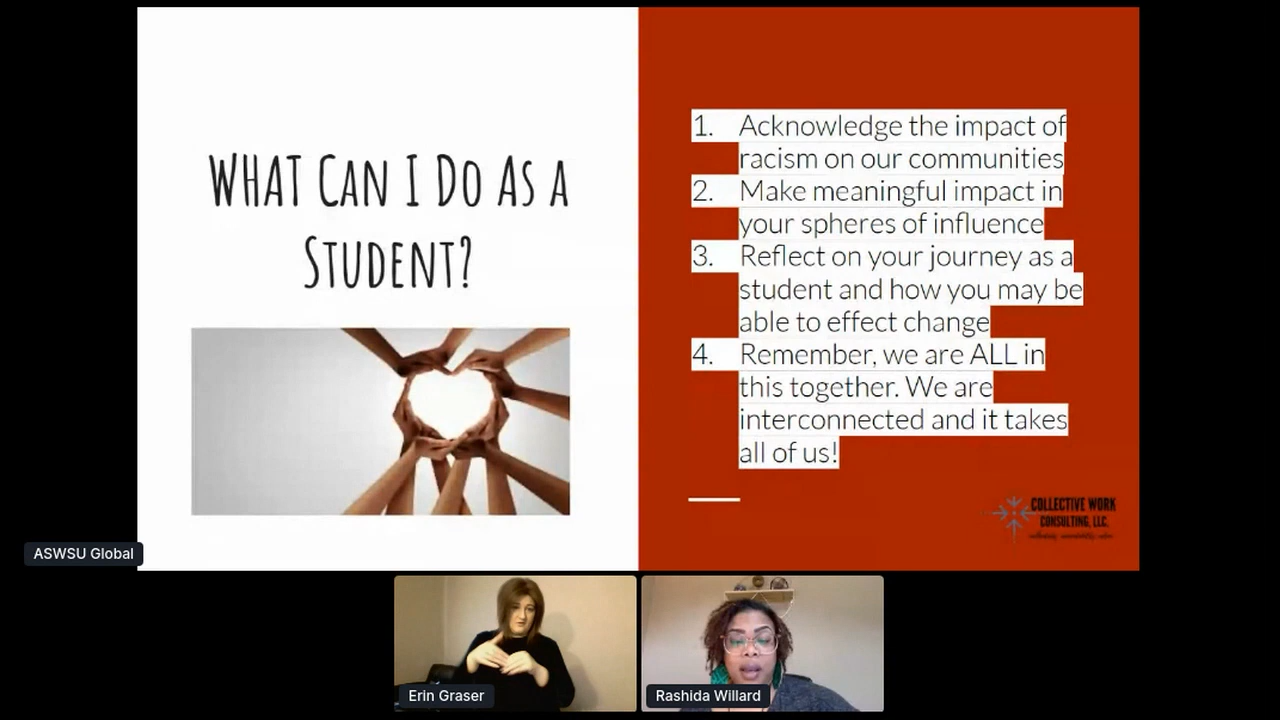 WHAT CAN I DO AS A
STUDENT?
1. Acknowledge the impact of
racism on our communities
2. Make meaningful impact in
your spheres of influence
3. Reflect on your journey as a
student and how you may be
able to effect change
4. Remember, we are ALL in
this together. We are
interconnected and it takes
all of us!
COLLECTIVE WORK
CONSULTING, LLC.
ASWSU Global
Erin Graser
Rashida Willard